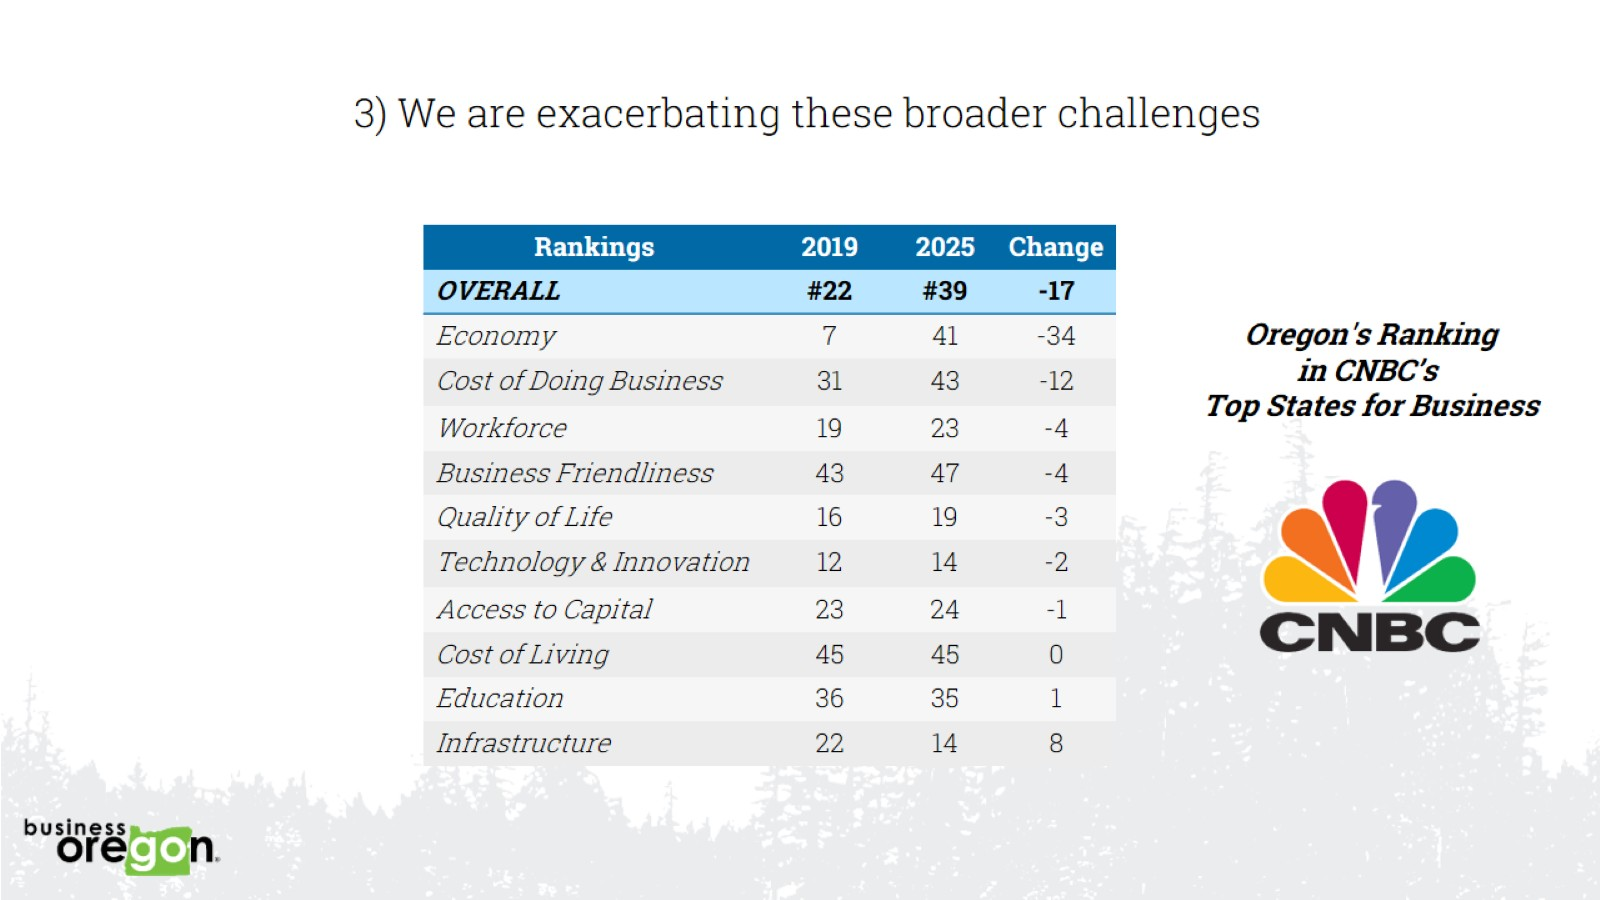 3) We are exacerbating these broader challenges
Rankings 2019 2025 Change
OVERALL #22 #39 -17
Economy 7 41 -34
Cost of Doing Business 31 43 -12
Workforce 19 23 -4
Business Friendliness 43 47 -4
Quality of Life 16 19 -3
Technology & Innovation 12 14 -2
Access to Capital 23 24 -1
Cost of Living 45 45 0
Education 36 35 1
Infrastructure 22 14 8
Oregon's Ranking
in CNBC’s
Top States for Business
CNBC
business
oregon.